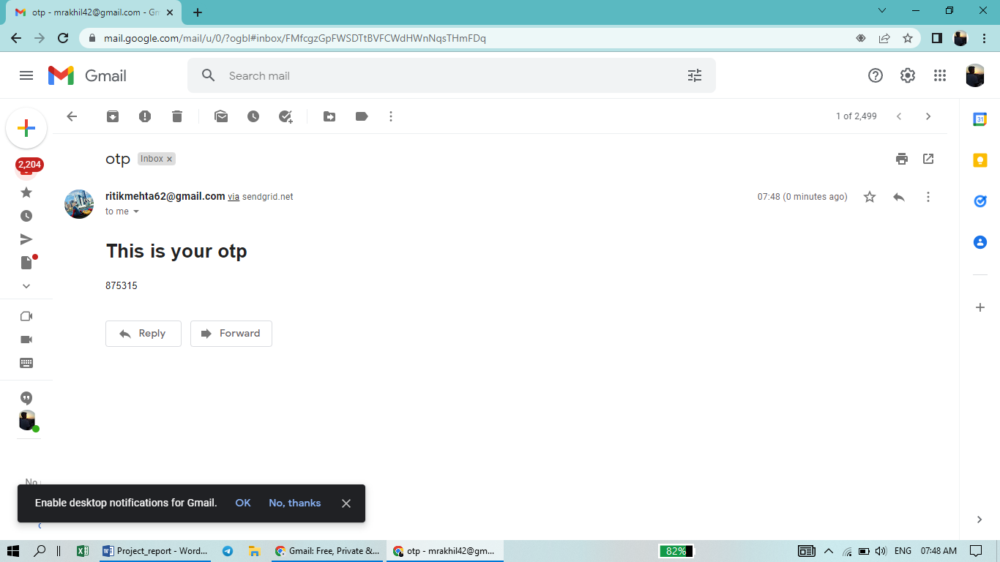 otp - mrakhil42@gmail.com - Gm
mail.google.com/mail/u/0/?ogbl#inbox/FMfcgzGpFWSDTtBVFCWdHWnNqsTHmFDq
Gmail
Search mail
1 of 2,499
31
2,204
otp
Inbox ×
ritikmehta62@gmail.com via sendgrid.net
07:48 (0 minutes ago)
to me
This is your otp
875315
Reply
Forward
No
Enable desktop notifications for Gmail.
OK
No, thanks
Project_report - Word...
Gmail: Free, Private &...
otp - mrakhil42@gm...
82%
ENG
07:48 AM